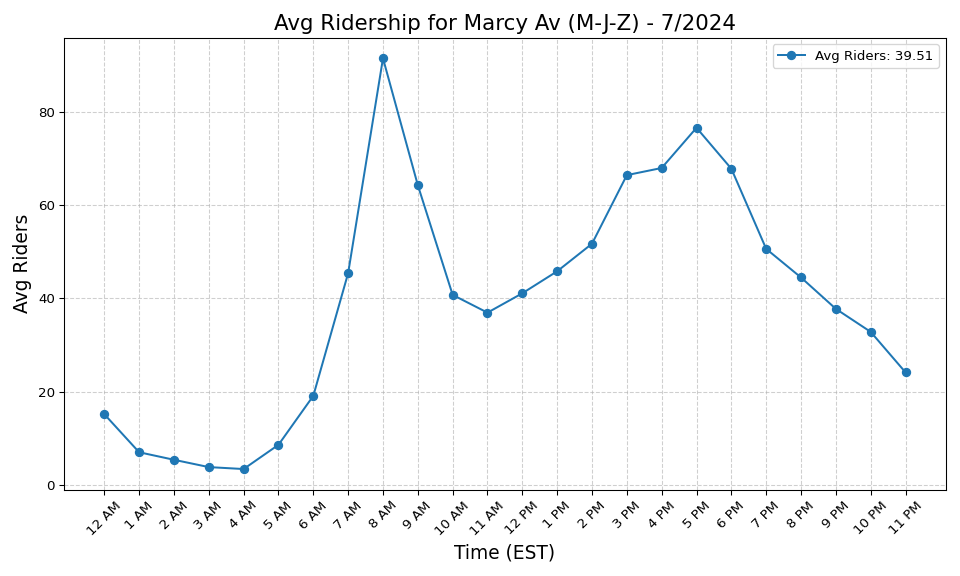 Avg Ridership for Marcy Av (M-J-Z) - 7/2024
Avg Riders: 39.51
Avg Riders
80
60
40
20
0
12 AM
1 AM
2 AM
3 AM
4 AM
5 AM
6 AM
7 AM
8 AM
9 AM
10 AM
11 AM
12 PM
1 PM
2 PM
3 PM
4 PM
5 PM
6 PM
7 PM
8 PM
9 PM
10 PM
11 PM
Time (EST)